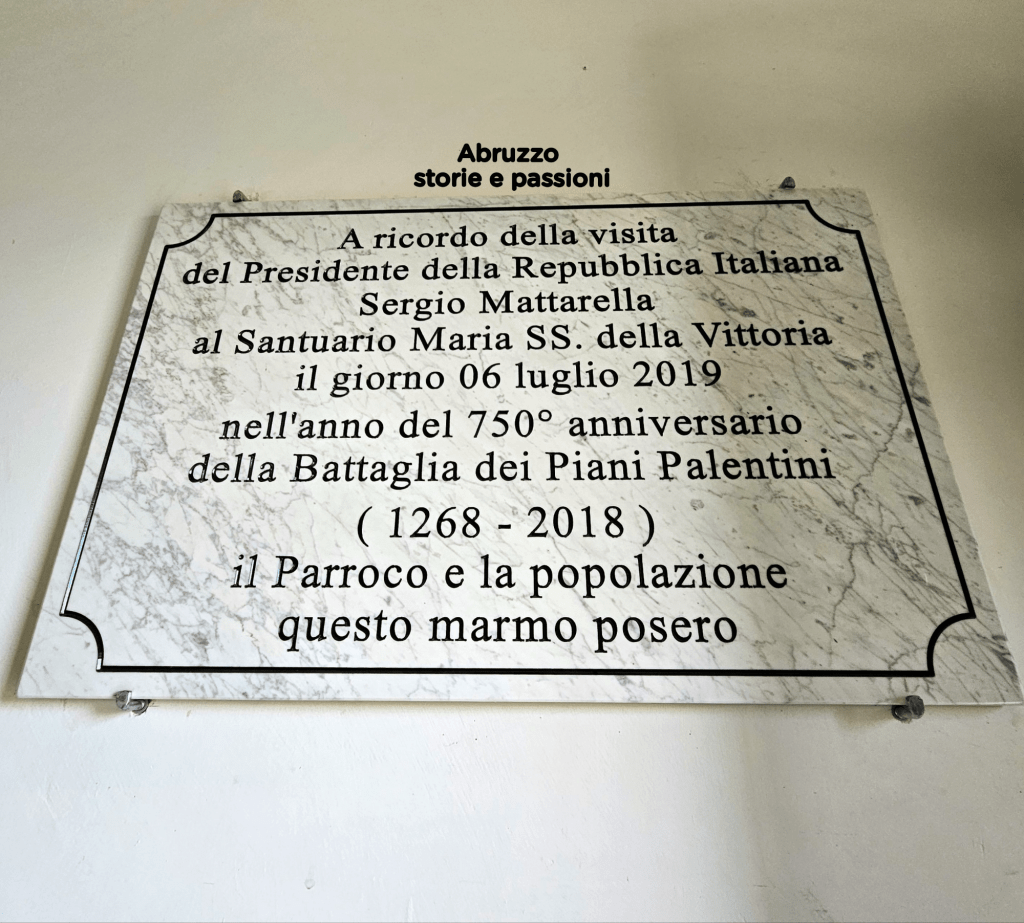 Abruzzo
storie e passioni
A ricordo della visita
del Presidente della Repubblica Italiana
Sergio Mattarella
al Santuario Maria SS. della Vittoria
il giorno 06 luglio 2019
nell'anno del 750° anniversario
della Battaglia dei Piani Palentini
( 1268 - 2018 )
il Parroco e la popolazione
questo marmo posero